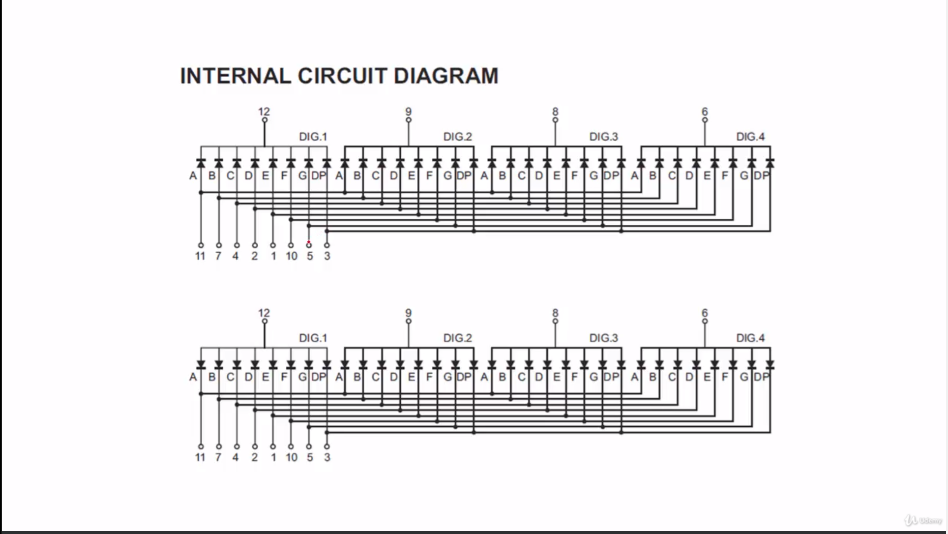 INTERNAL CIRCUIT DIAGRAM
12 9 8 6
DIG.1 DIG.2 DIG.3 DIG.4
A B C D E F G DP A B C D E F G DP A B C D E F G DP A B C D E F G DP
11 7 4 2 1 10 5 3
12 9 8 6
DIG.1 DIG.2 DIG.3 DIG.4
A B C D E F G DP A B C D E F G DP A B C D E F G DP A B C D E F G DP
11 7 4 2 1 10 5 3
Udemy